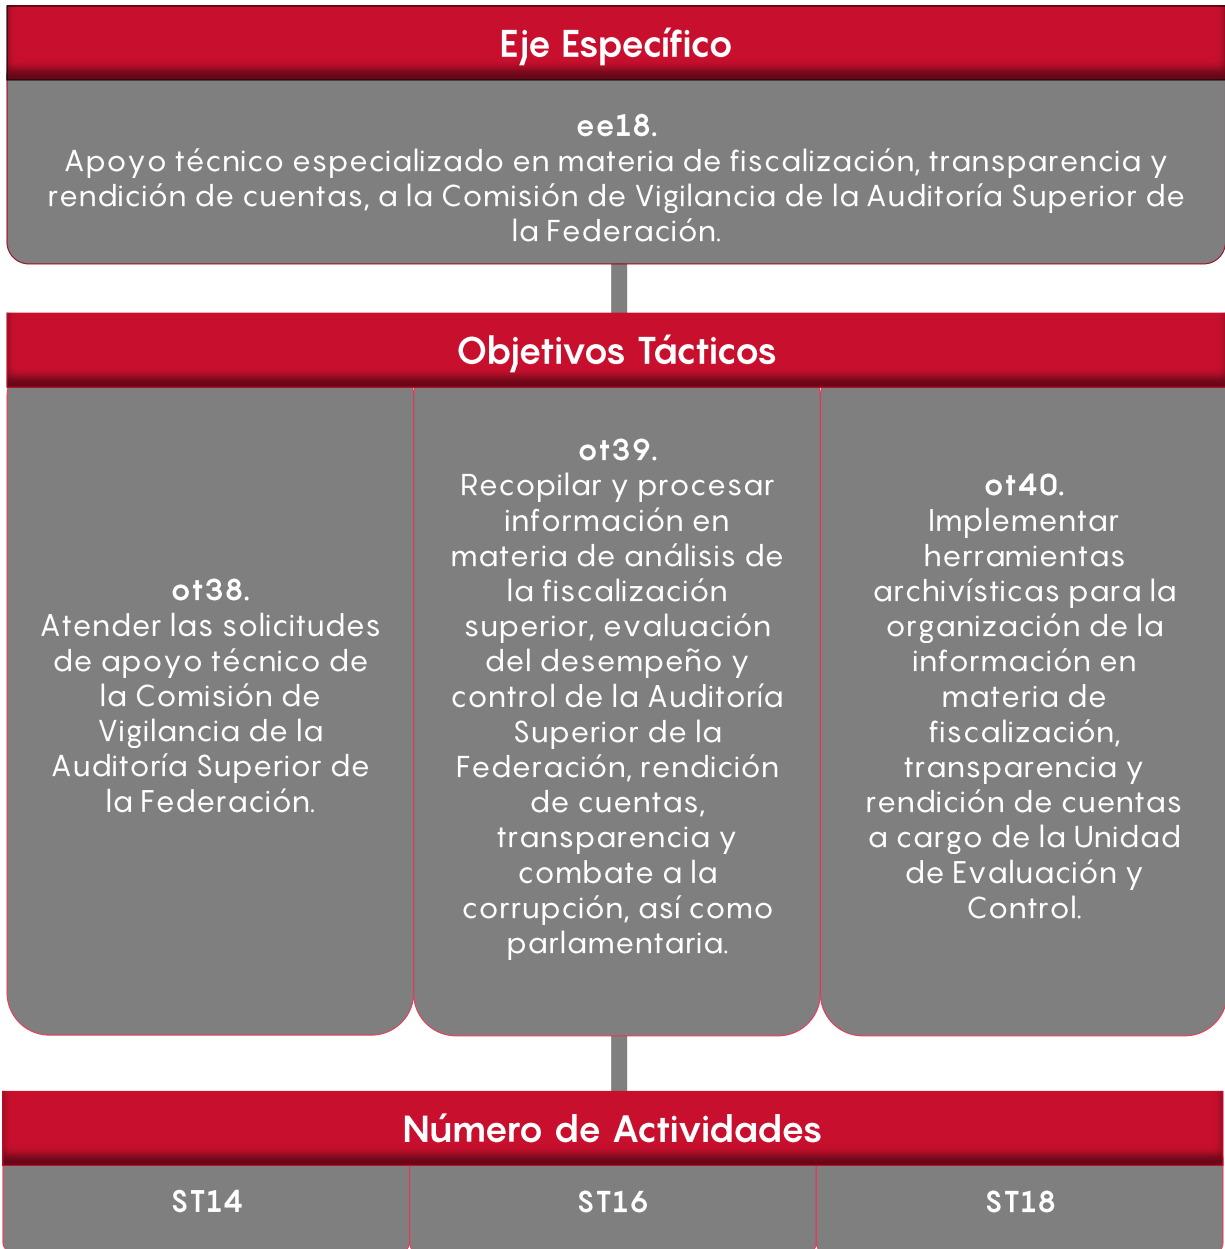 Eje Específico
ee18.
Apoyo técnico especializado en materia de fiscalización, transparencia y
rendición de cuentas, a la Comisión de Vigilancia de la Auditoría Superior de
la Federación.
Objetivos Tácticos
ot38.
Atender las solicitudes
de apoyo técnico de
la Comisión de
Vigilancia de la
Auditoría Superior de
la Federación.
ot39.
Recopilar y procesar
información en
materia de análisis de
la fiscalización
superior, evaluación
del desempeño y
control de la Auditoría
Superior de la
Federación, rendición
de cuentas,
transparencia y
combate a la
corrupción, así como
parlamentaria.
ot40.
Implementar
herramientas
archivísticas para la
organización de la
información en
materia de
fiscalización,
transparencia y
rendición de cuentas
a cargo de la Unidad
de Evaluación y
Control.
Número de Actividades
ST14
ST16
ST18